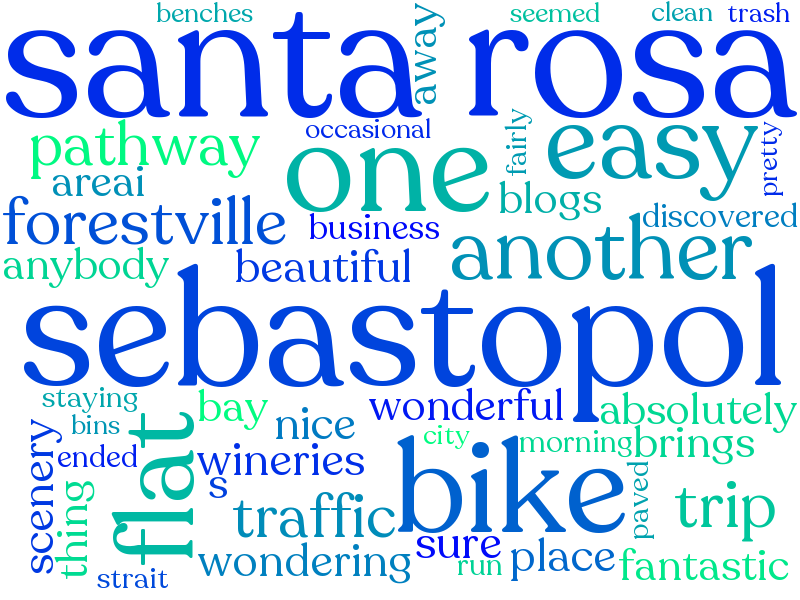 benches
seemed
clean
trash
santa rosa
away
occasional
pathway
one
fairly
easy
pretty
areai
blogs
forestville
business
discovered
another
anybody
beautiful
sebastopol
staying
bay
wonderful
absolutely
bins
nice
city
morning
brings
scenery
ended
flat
wineries
bike
s
thing
traffic
paved
trip
sure
wondering
run
place
fantastic
strait